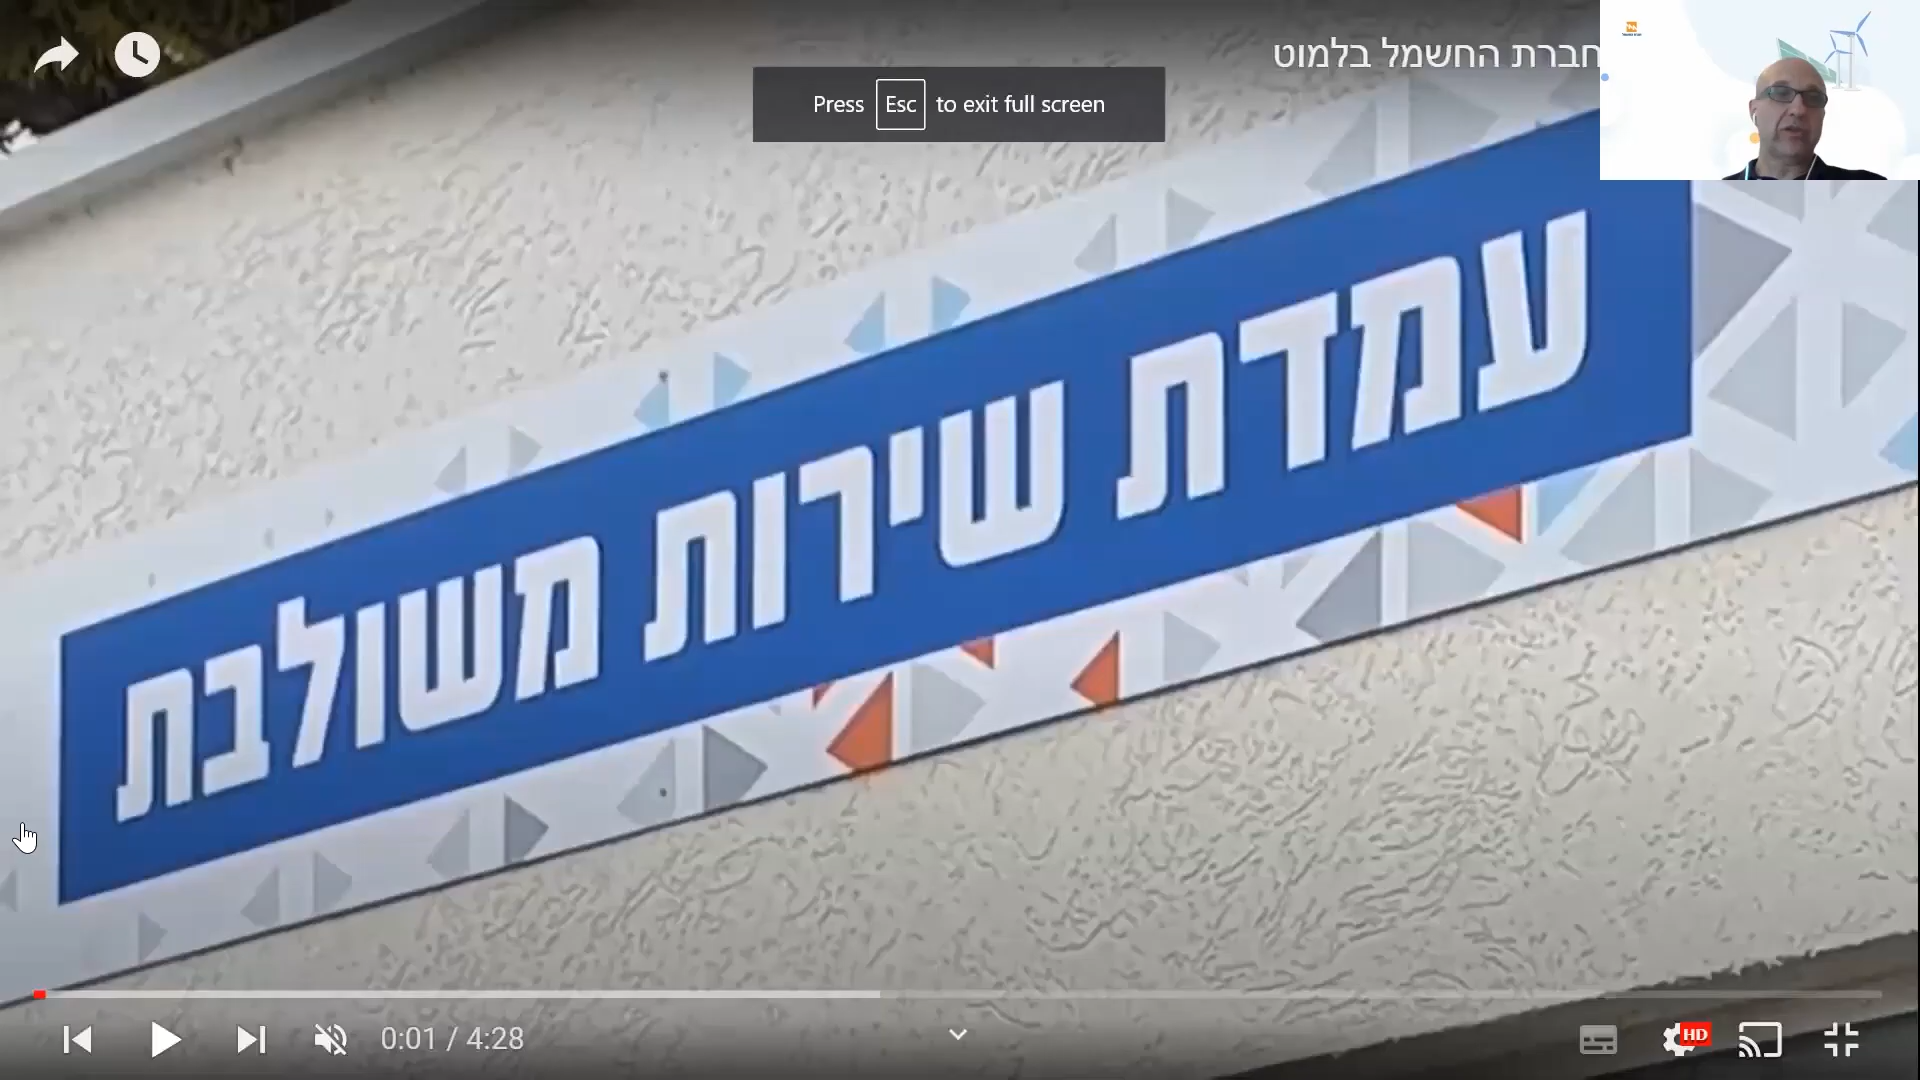 חברת החשמל בלמוט
Press Esc to exit full screen
עמדת שירות משולבת
0:01 / 4:28
HD